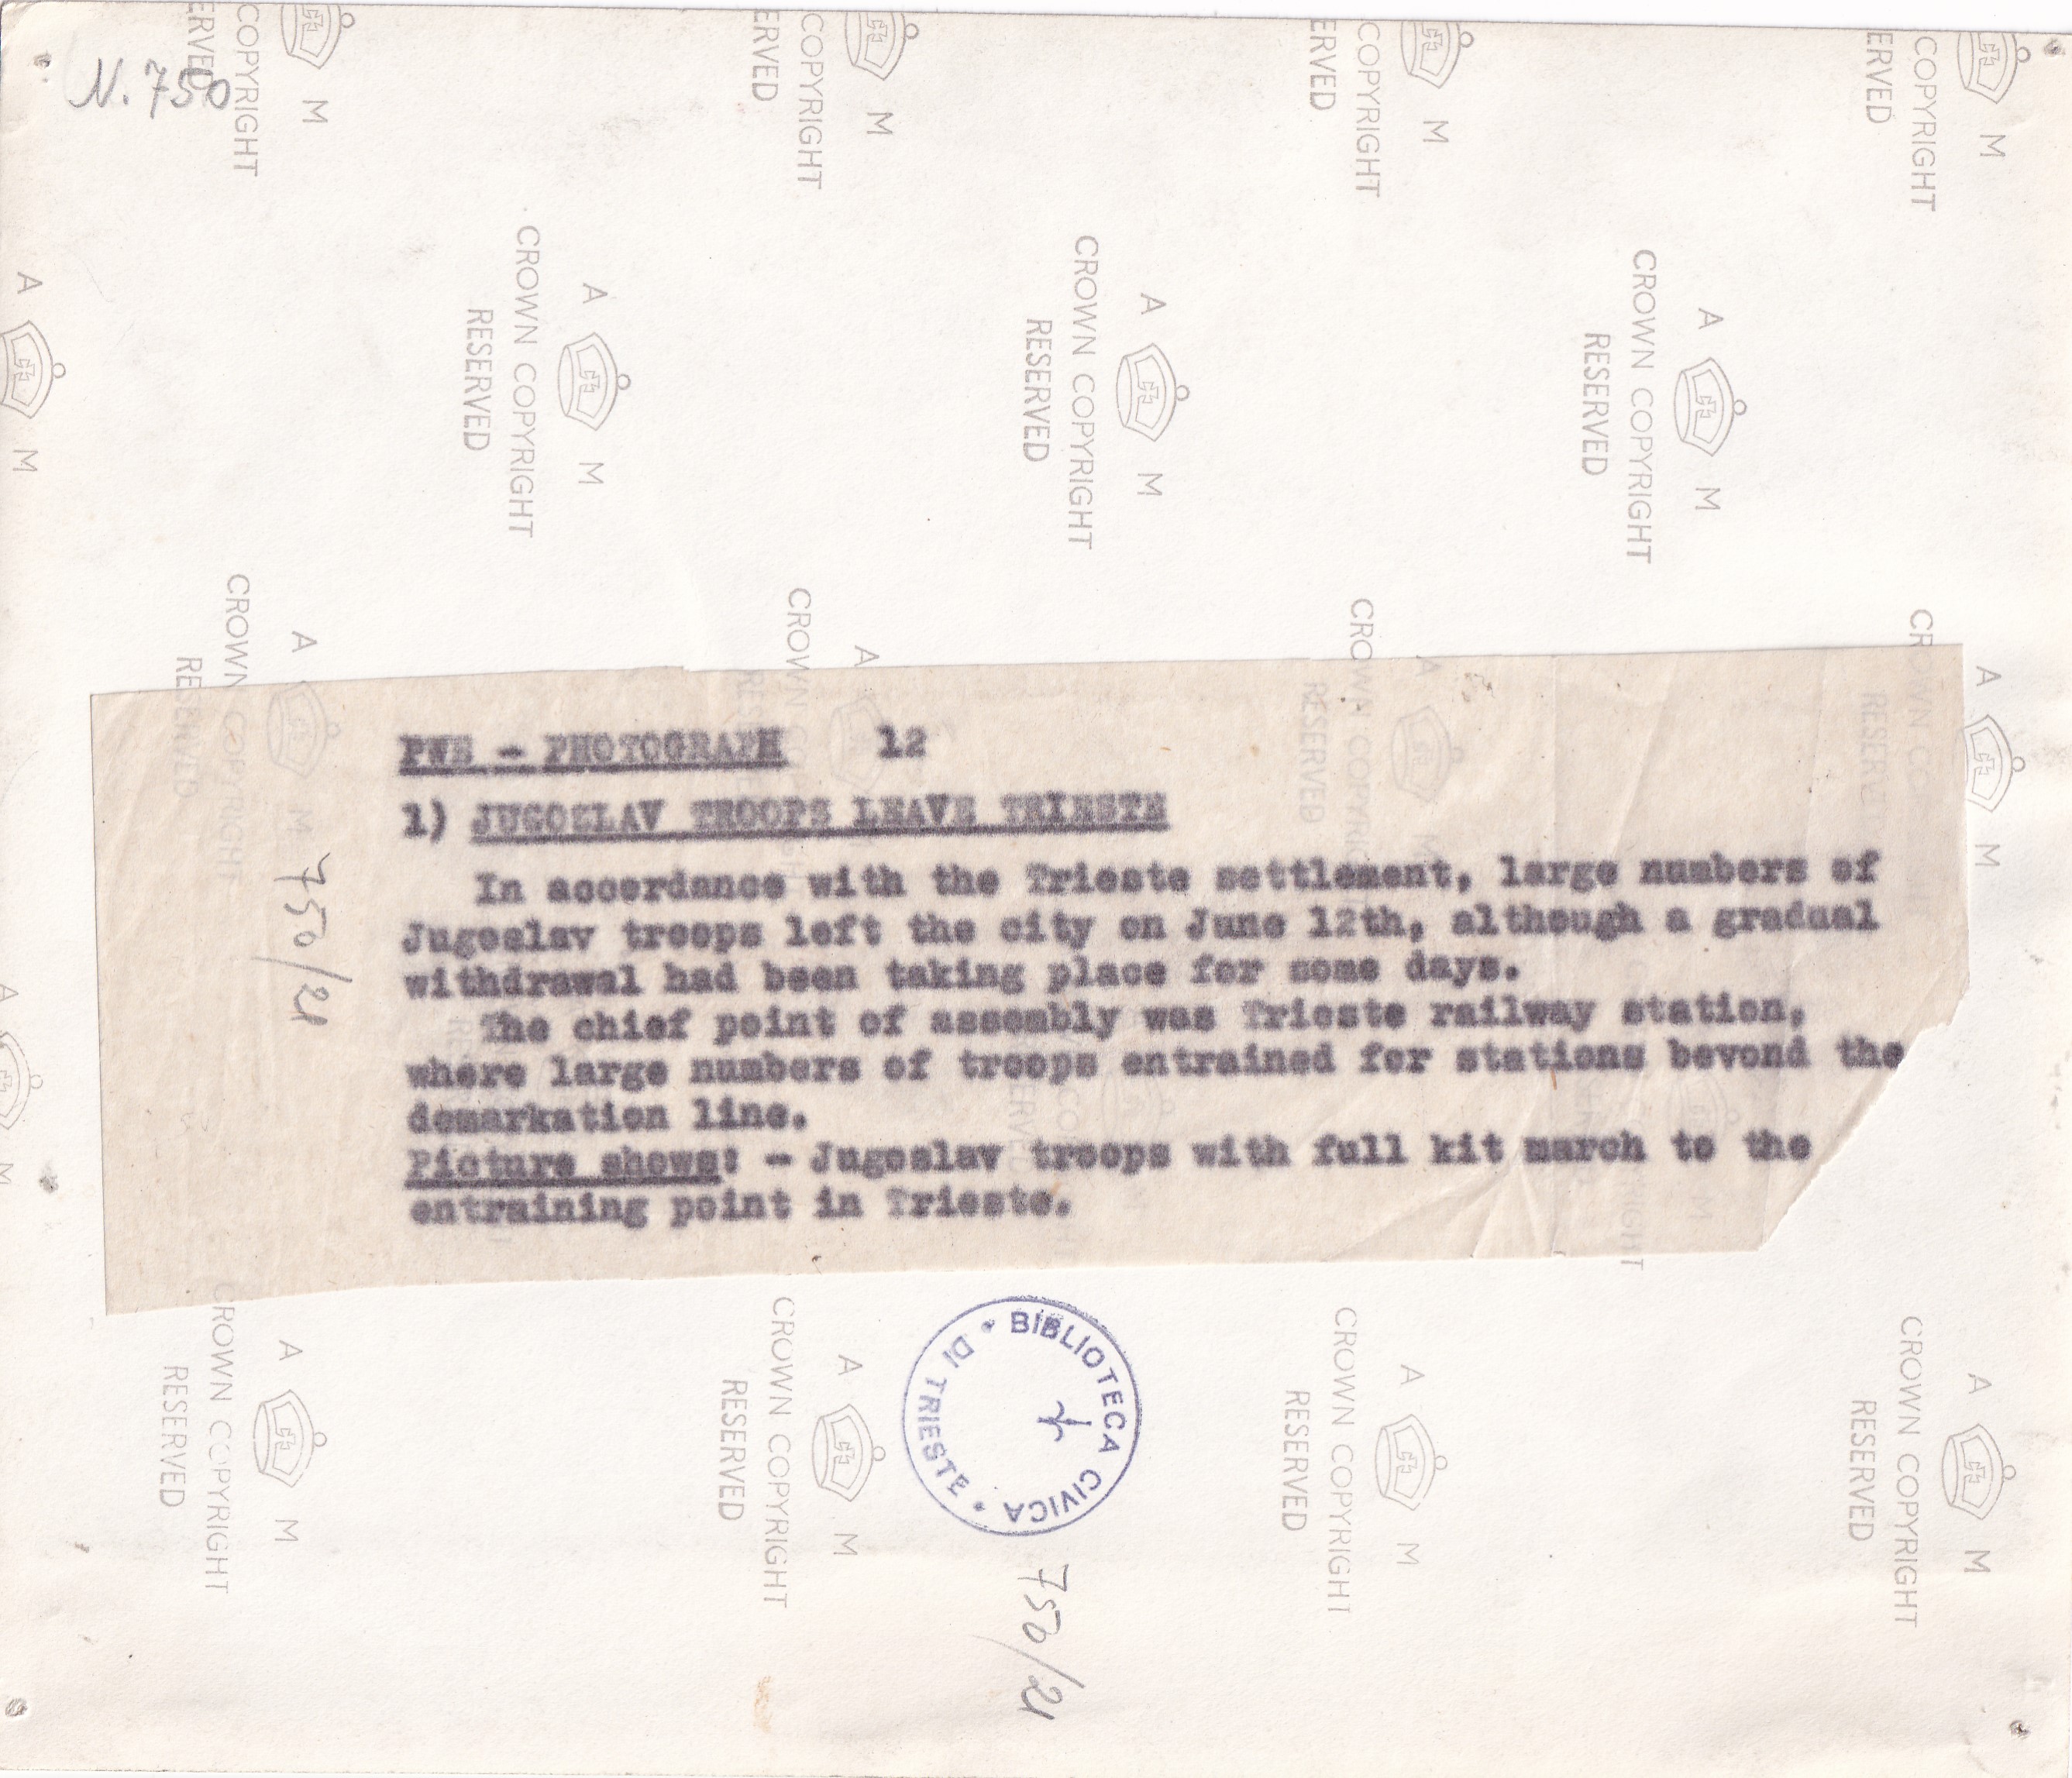 N. 750
PWB - PHOTOGRAPH 12
1) JUGOSLAV TROOPS LEAVE TRIESTE
In accordance with the Trieste settlement, large numbers of
Jugoslav troops left the city on June 12th, although a gradual
withdrawal had been taking place for some days.
The chief point of assembly was Trieste railway station,
where large numbers of troops entrained for stations bevond the
demarkation line.
Picture shows: - Jugoslav troops with full kit march to the
entraining point in Trieste.
750/21
BIBLIOTECA CIVICA • DI TRIESTE •
750/21
A M
CROWN COPYRIGHT
RESERVED